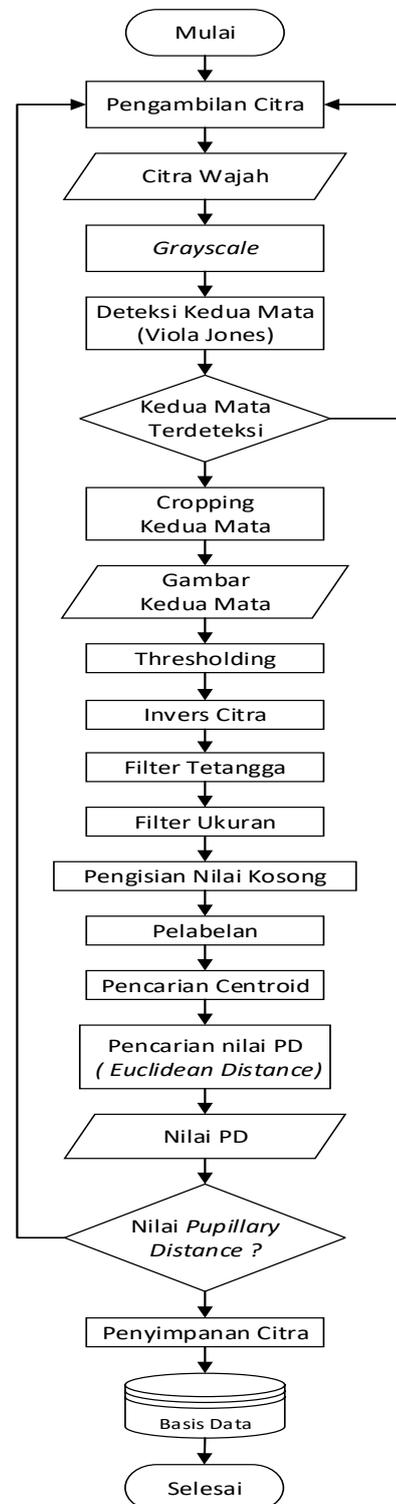 Mulai
Pengambilan Citra
Citra Wajah
Grayscale
Deteksi Kedua Mata
(Viola Jones)
Kedua Mata
Terdeteksi
Cropping
Kedua Mata
Gambar
Kedua Mata
Thresholding
Invers Citra
Filter Tetangga
Filter Ukuran
Pengisian Nilai Kosong
Pelabelan
Pencarian Centroid
Pencarian nilai PD
( Euclidean Distance)
Nilai PD
Nilai Pupillary
Distance ?
Penyimpanan Citra
Basis Data
Selesai